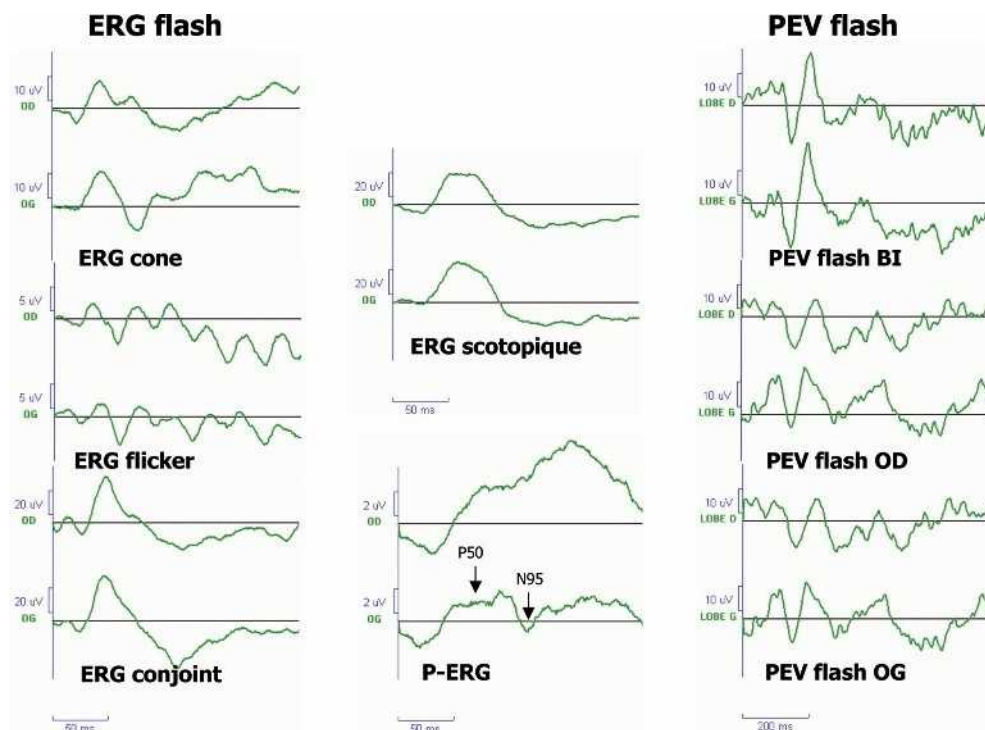 ERG flash
10 uV
OD
10 uV
OG
ERG cone
5 uV
OD
5 uV
OG
ERG flicker
20 uV
OD
20 uV
OG
ERG conjoint
50 ms
20 uV
OD
20 uV
OG
ERG scotopique
50 ms
2 uV
OD
P50
N95
2 uV
OG
P-ERG
50 ms
PEV flash
10 uV
LOBE D
10 uV
LOBE G
PEV flash BI
10 uV
LOBE D
10 uV
LOBE G
PEV flash OD
10 uV
LOBE D
10 uV
LOBE G
PEV flash OG
200 ms